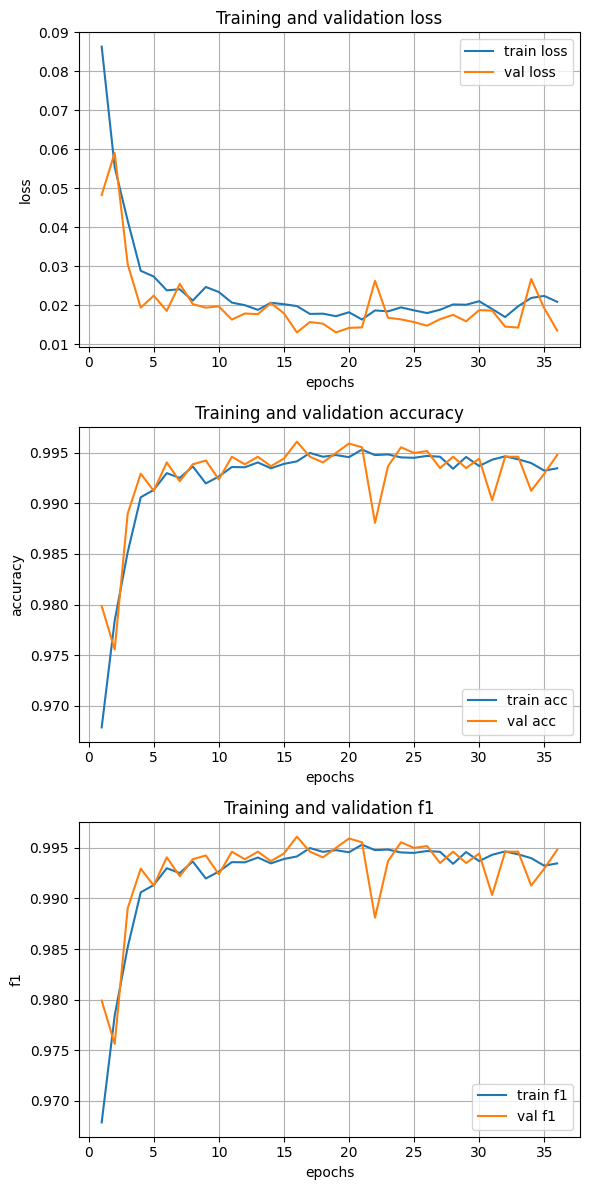 Training and validation loss
0.09
0.08
0.07
0.06
0.05
0.04
0.03
0.02
0.01
loss
train loss
val loss
0 5 10 15 20 25 30 35
epochs
Training and validation accuracy
0.995
0.990
0.985
0.980
0.975
0.970
accuracy
train acc
val acc
0 5 10 15 20 25 30 35
epochs
Training and validation f1
0.995
0.990
0.985
0.980
0.975
0.970
f1
train f1
val f1
0 5 10 15 20 25 30 35
epochs